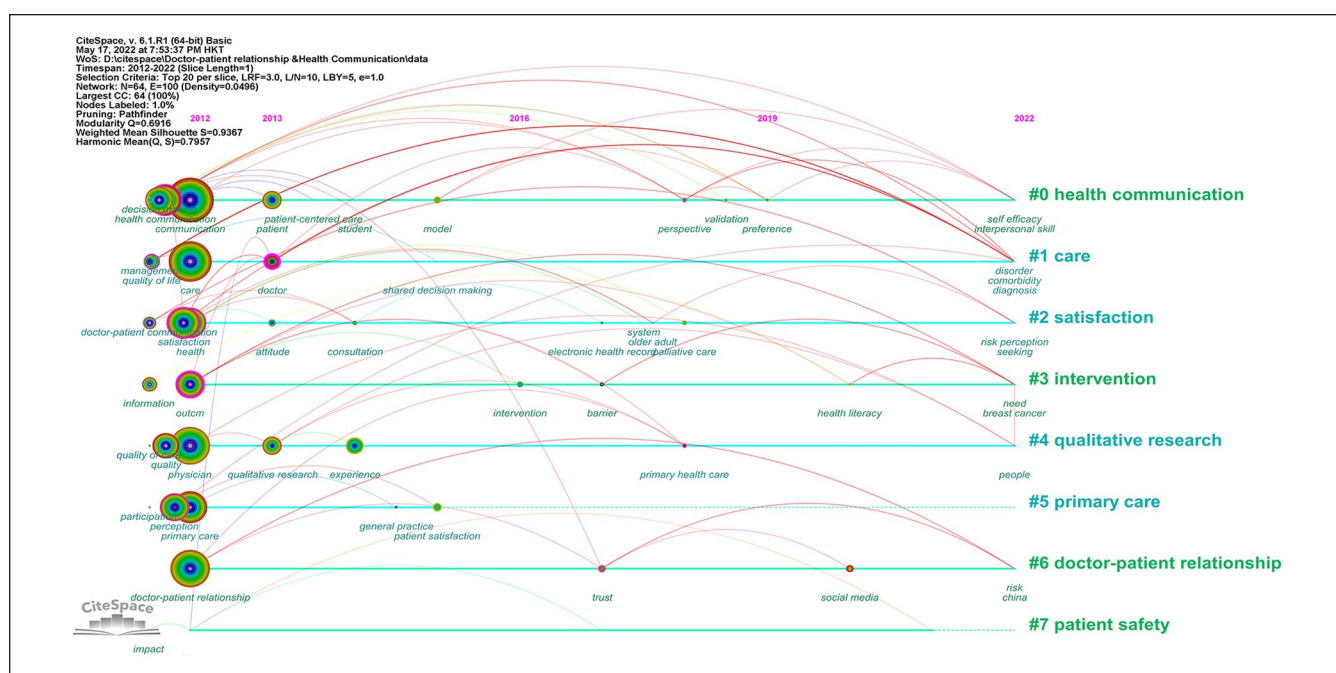 CiteSpace, v. 6.1.R1 (64-bit) Basic
May 17, 2022 at 7:53:37 PM HKT
WoS: D:\citespace\Doctor-patient relationship &Health Communication\data
Timespan: 2012-2022 (Slice Length=1)
Selection Criteria: Top 20 per slice, LRF=3.0, L/N=10, LBY=5, e=1.0
Network: N=64, E=100 (Density=0.0496)
Largest CC: 64 (100%)
Nodes Labeled: 1.0%
Pruning: Pathfinder
Modularity Q=0.6916
Weighted Mean Silhouette S=0.9367
Harmonic Mean(Q, S)=0.7957
2012 2013 2016 2019 2022
#0 health communication
decision making patient-centered care validation self efficacy
health communication student preference interpersonal skill
communication patient model perspective
#1 care
management disorder
quality of life comorbidity
care doctor shared decision making diagnosis
#2 satisfaction
doctor-patient communication system risk perception
satisfaction older adult seeking
health attitude consultation electronic health record palliative care
#3 intervention
information need
outcm intervention barrier health literacy breast cancer
#4 qualitative research
quality of care
quality
physician qualitative research experience primary health care people
#5 primary care
participation
perception general practice
primary care patient satisfaction
#6 doctor-patient relationship
doctor-patient relationship trust social media risk
china
#7 patient safety
CiteSpace
impact